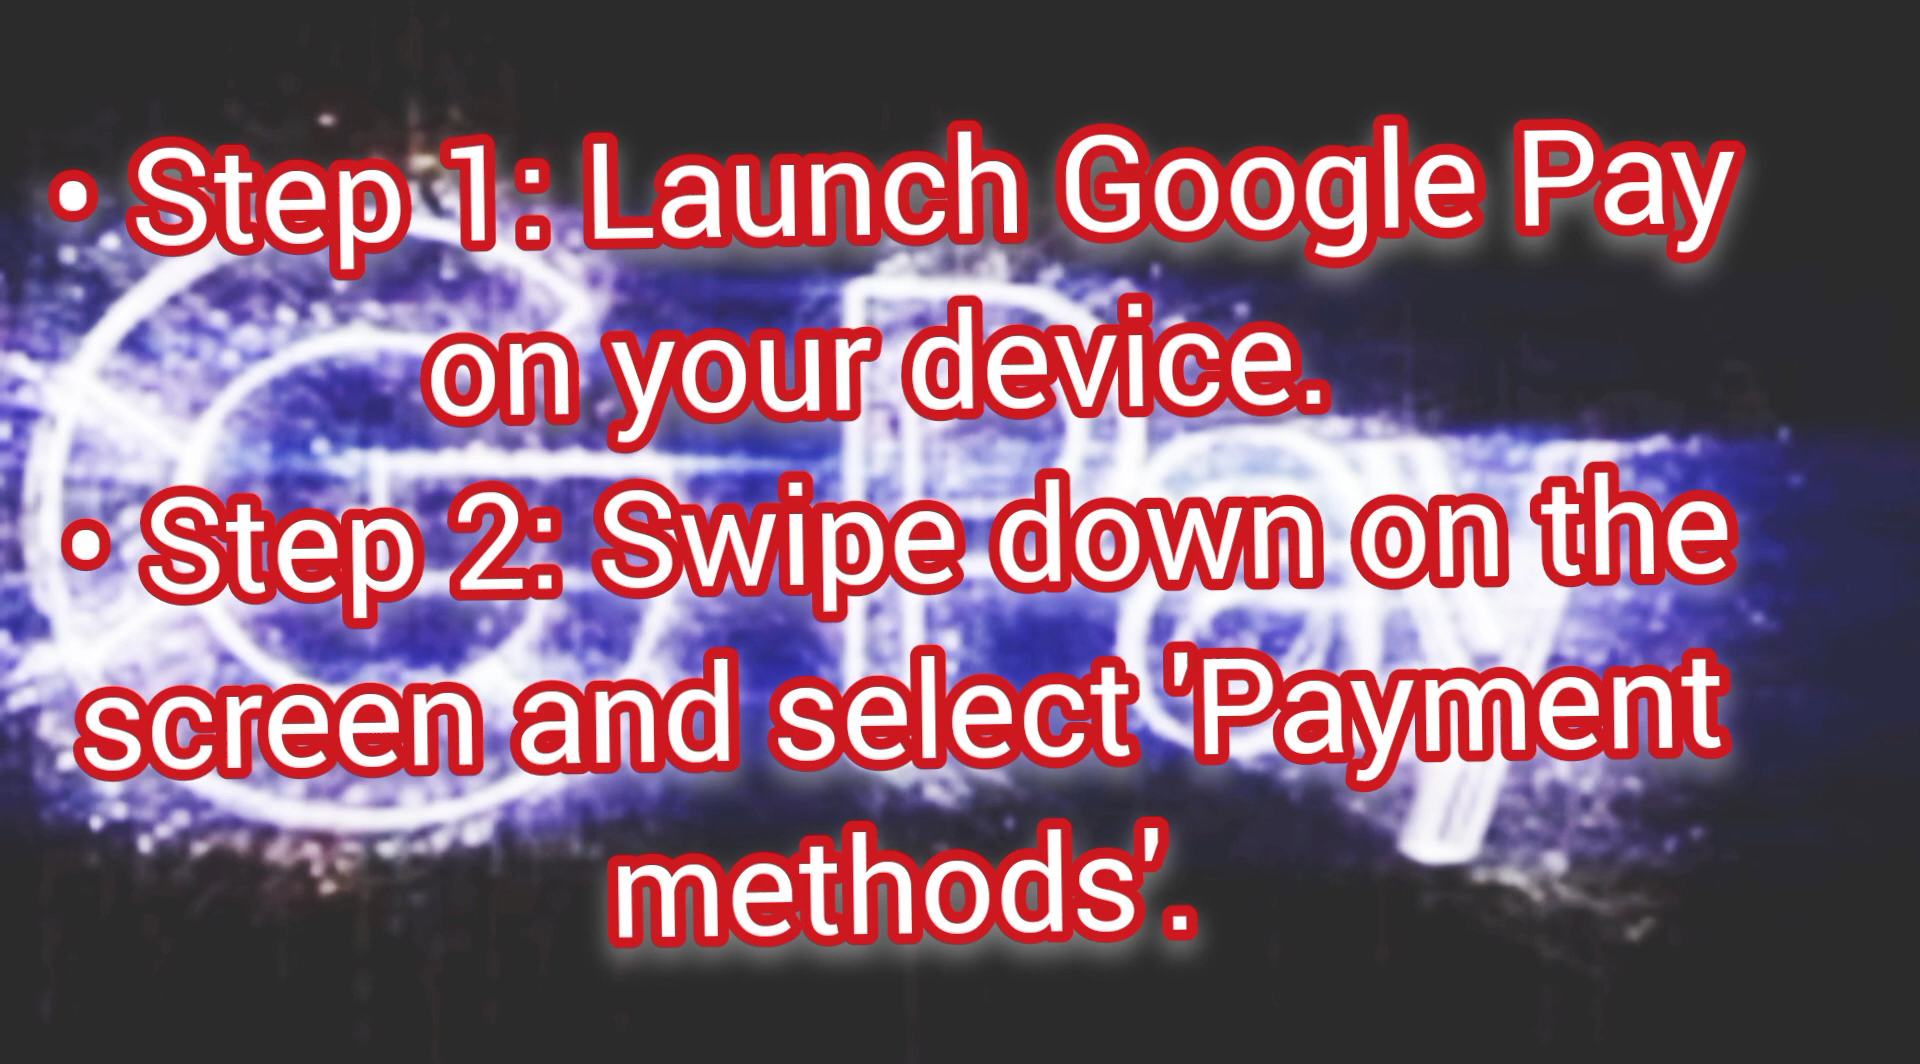 • Step 1: Launch Google Pay
on your device.
• Step 2: Swipe down on the
screen and select 'Payment
methods'.
G Pay